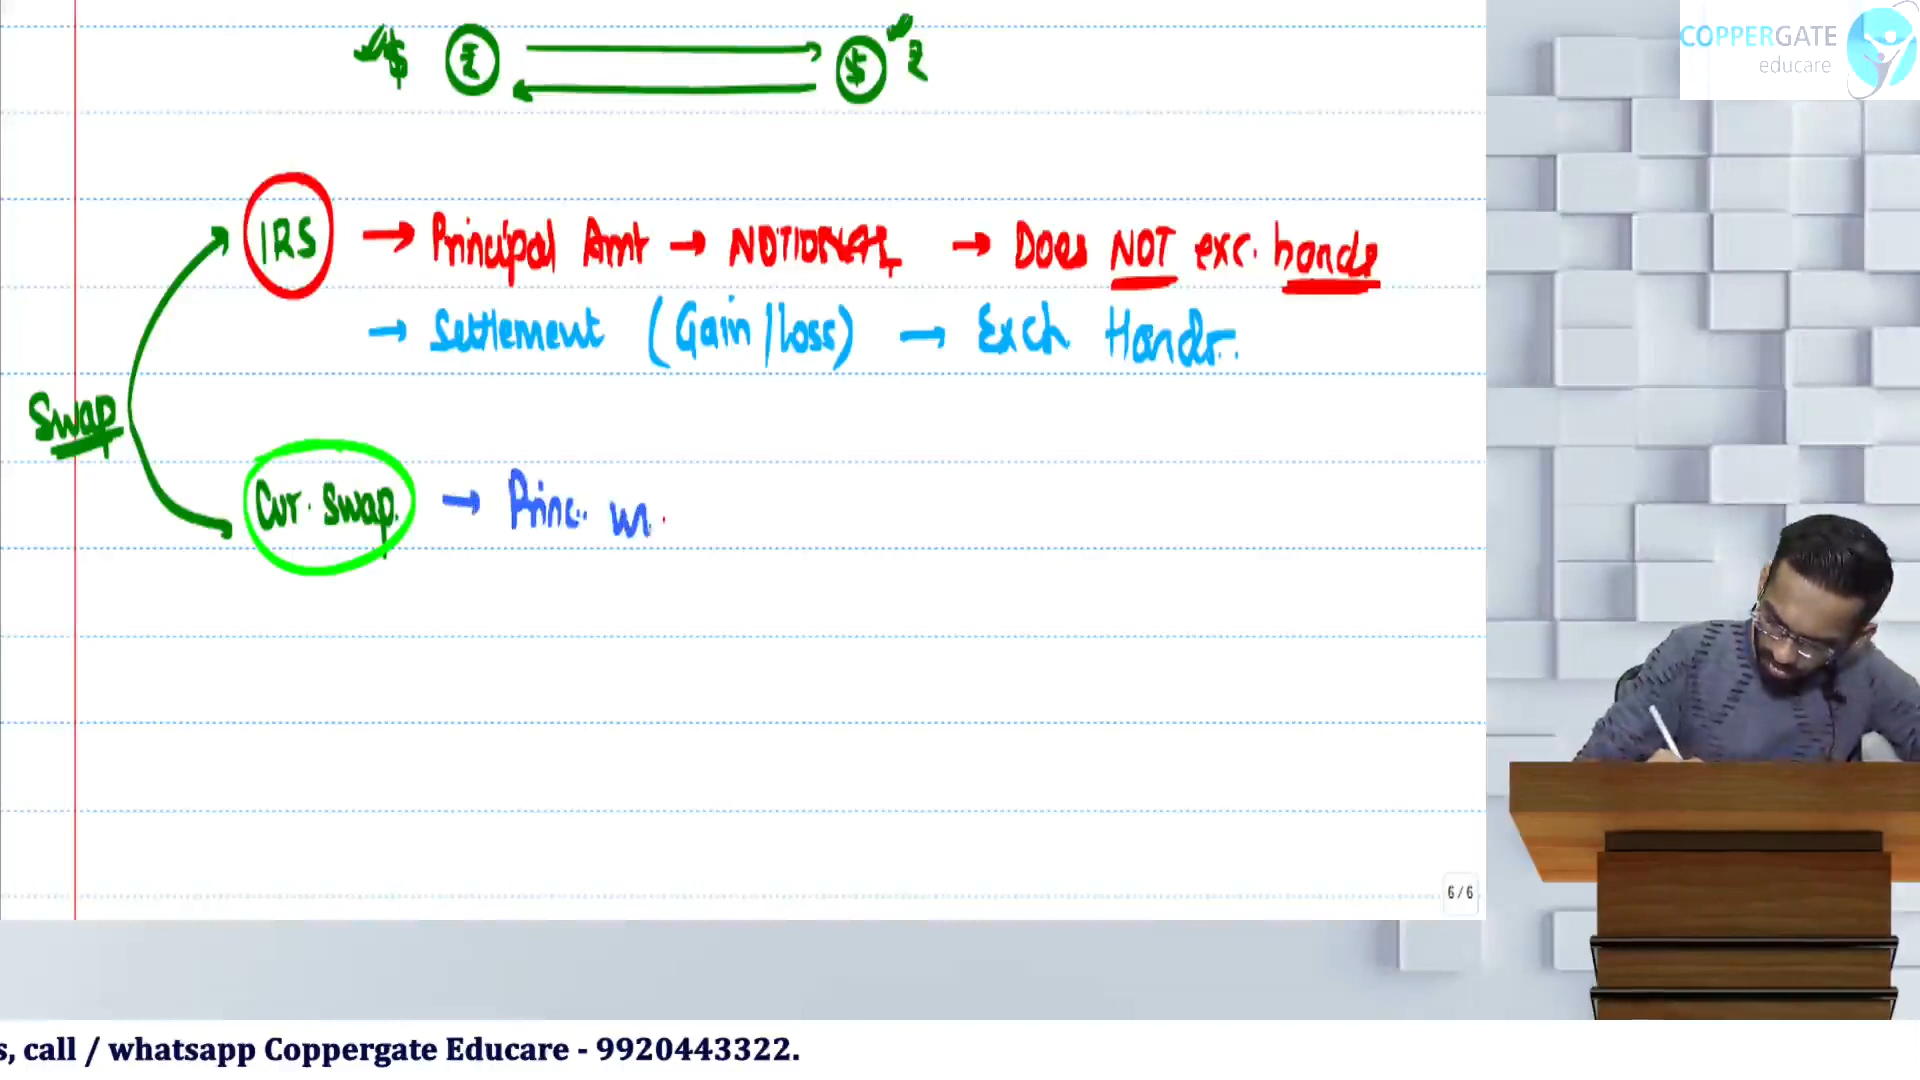 $ ₹ $ ₹
COPPERGATE
educare
IRS → Principal Amt → NOTIONAL → Does NOT exc. hands
→ Settlement (Gain/Loss) → Exch Hands..
Swap
Cur. Swap. → Princ..
6/6
s, call / whatsapp Coppergate Educare - 9920443322.